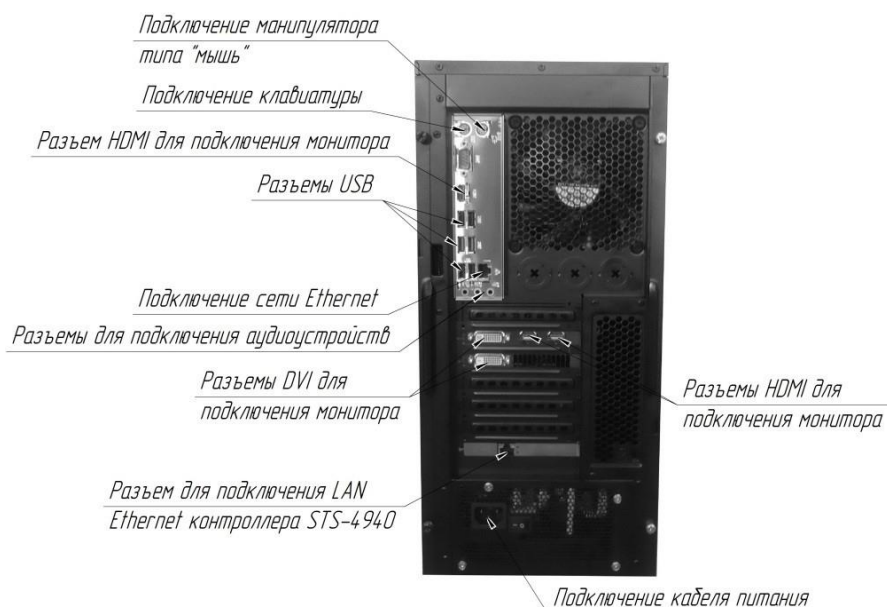 Подключение манипулятора
типа "мышь"
Подключение клавиатуры
Разъем HDMI для подключения монитора
Разъемы USB
Подключение сети Ethernet
Разъемы для подключения аудиоустройств
Разъемы DVI для
подключения монитора
Разъемы HDMI для
подключения монитора
Разъем для подключения LAN
Ethernet контроллера STS-4940
Подключение кабеля питания